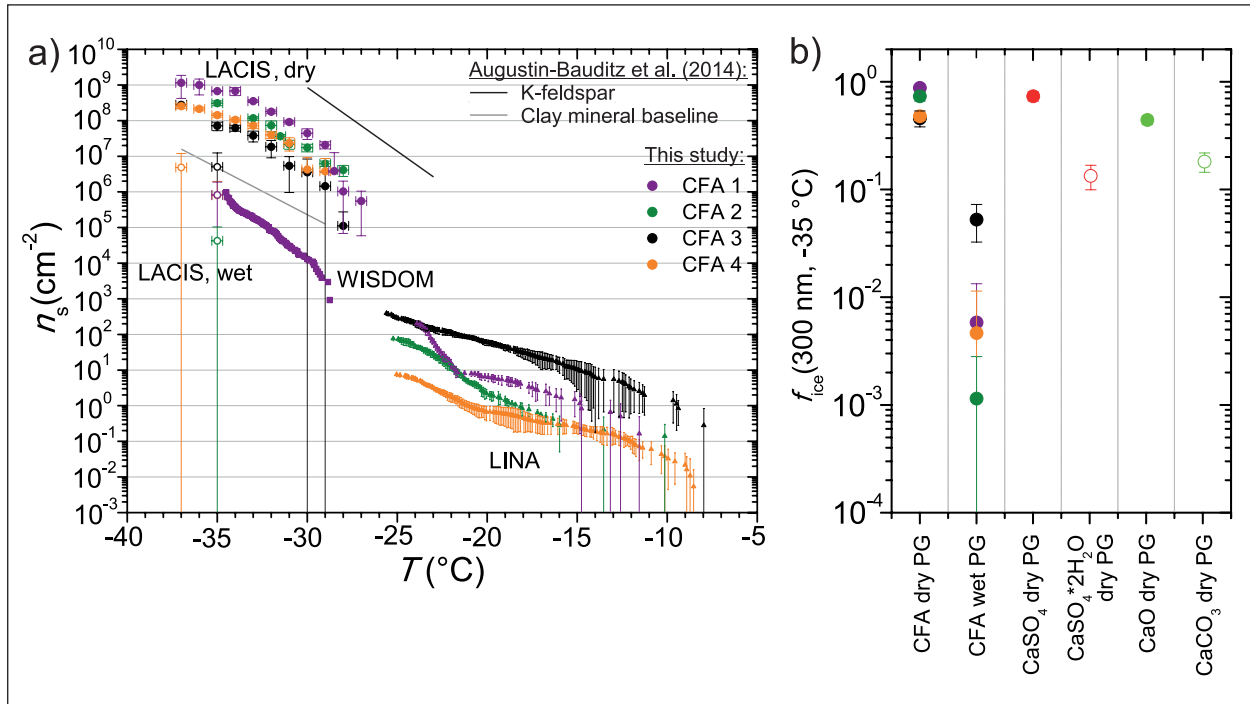 a)
10^10
10^9
10^8
10^7
10^6
10^5
10^4
10^3
10^2
10^1
10^0
10^-1
10^-2
10^-3
n_s(cm^-2)
LACIS, dry
Augustin-Bauditz et al. (2014):
K-feldspar
Clay mineral baseline
This study:
CFA 1
CFA 2
CFA 3
CFA 4
LACIS, wet
WISDOM
LINA
-40
-35
-30
-25
-20
-15
-10
-5
T(°C)
b)
f_ice(300 nm, -35 °C)
10^0
10^-1
10^-2
10^-3
10^-4
CFA dry PG
CFA wet PG
CaSO_4 dry PG
CaSO_4*2H_2O
dry PG
CaO dry PG
CaCO_3 dry PG